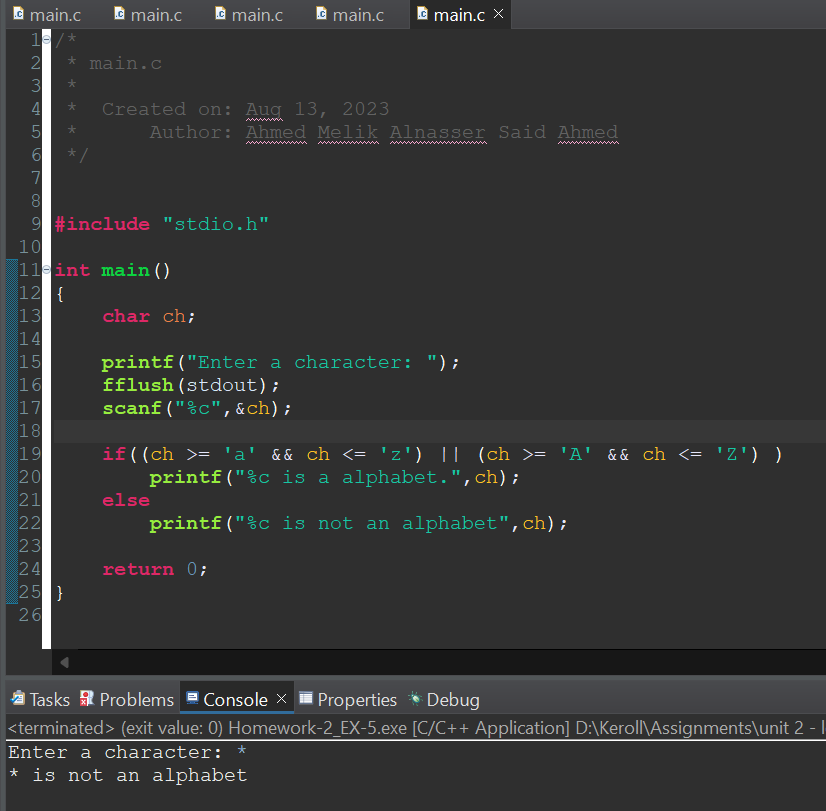 main.c main.c main.c main.c main.c
1 /*
2  * main.c
3  *
4  *  Created on: Aug 13, 2023
5  *      Author: Ahmed Melik Alnasser Said Ahmed
6  */
7
8
9 #include "stdio.h"
10
11 int main()
12 {
13     char ch;
14
15     printf("Enter a character: ");
16     fflush(stdout);
17     scanf("%c",&ch);
18
19     if((ch >= 'a' && ch <= 'z') || (ch >= 'A' && ch <= 'Z') )
20         printf("%c is a alphabet.",ch);
21     else
22         printf("%c is not an alphabet",ch);
23
24     return 0;
25 }
26
Tasks Problems Console Properties Debug
<terminated> (exit value: 0) Homework-2_EX-5.exe [C/C++ Application] D:\Keroll\Assignments\unit 2 -
Enter a character: *
* is not an alphabet